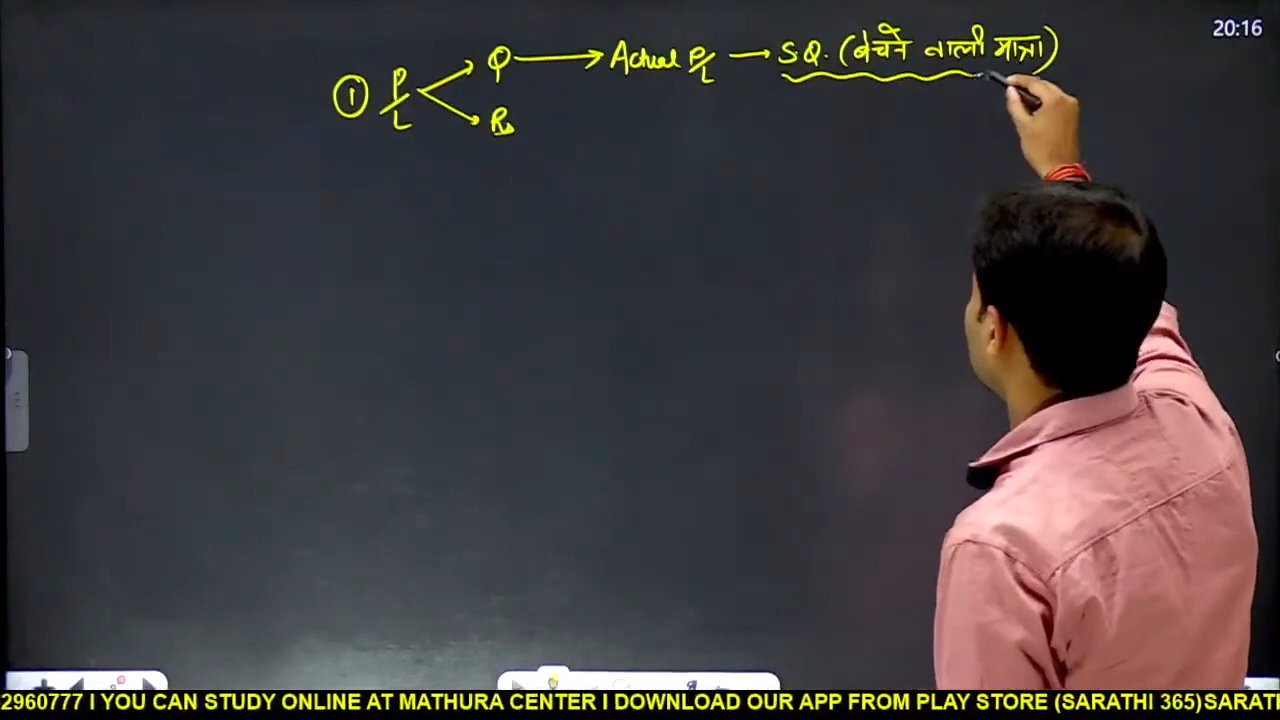 20:16
① P/L → Q → Actual P/L → S.Q. (बेचने वाली मात्रा)
→ Rs
2960777 I YOU CAN STUDY ONLINE AT MATHURA CENTER I DOWNLOAD OUR APP FROM PLAY STORE (SARATHI 365)SARATI